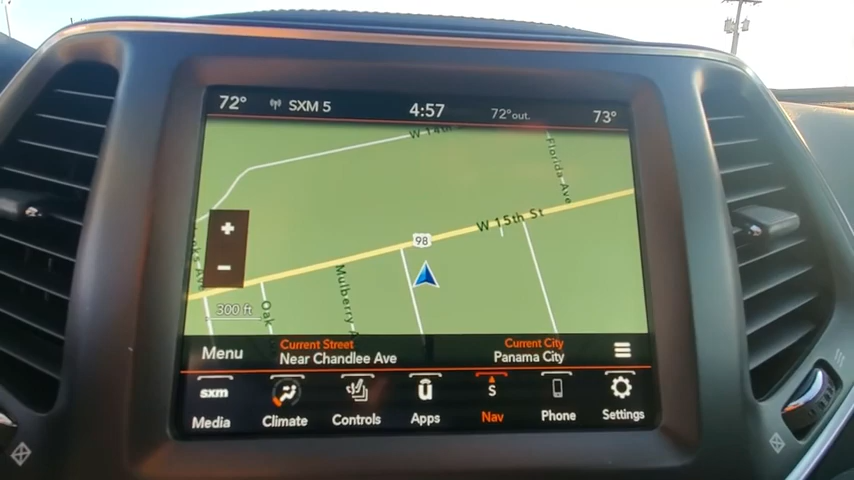 72° SXM 5 4:57 72°out. 73°
W 14th
Florida Ave
W 15th St
98
+
−
Mulberry A
Oak
300 ft
Menu
Current Street
Near Chandlee Ave
Current City
Panama City
sxm
Media
Climate
Controls
ü
Apps
S
Nav
Phone
Settings